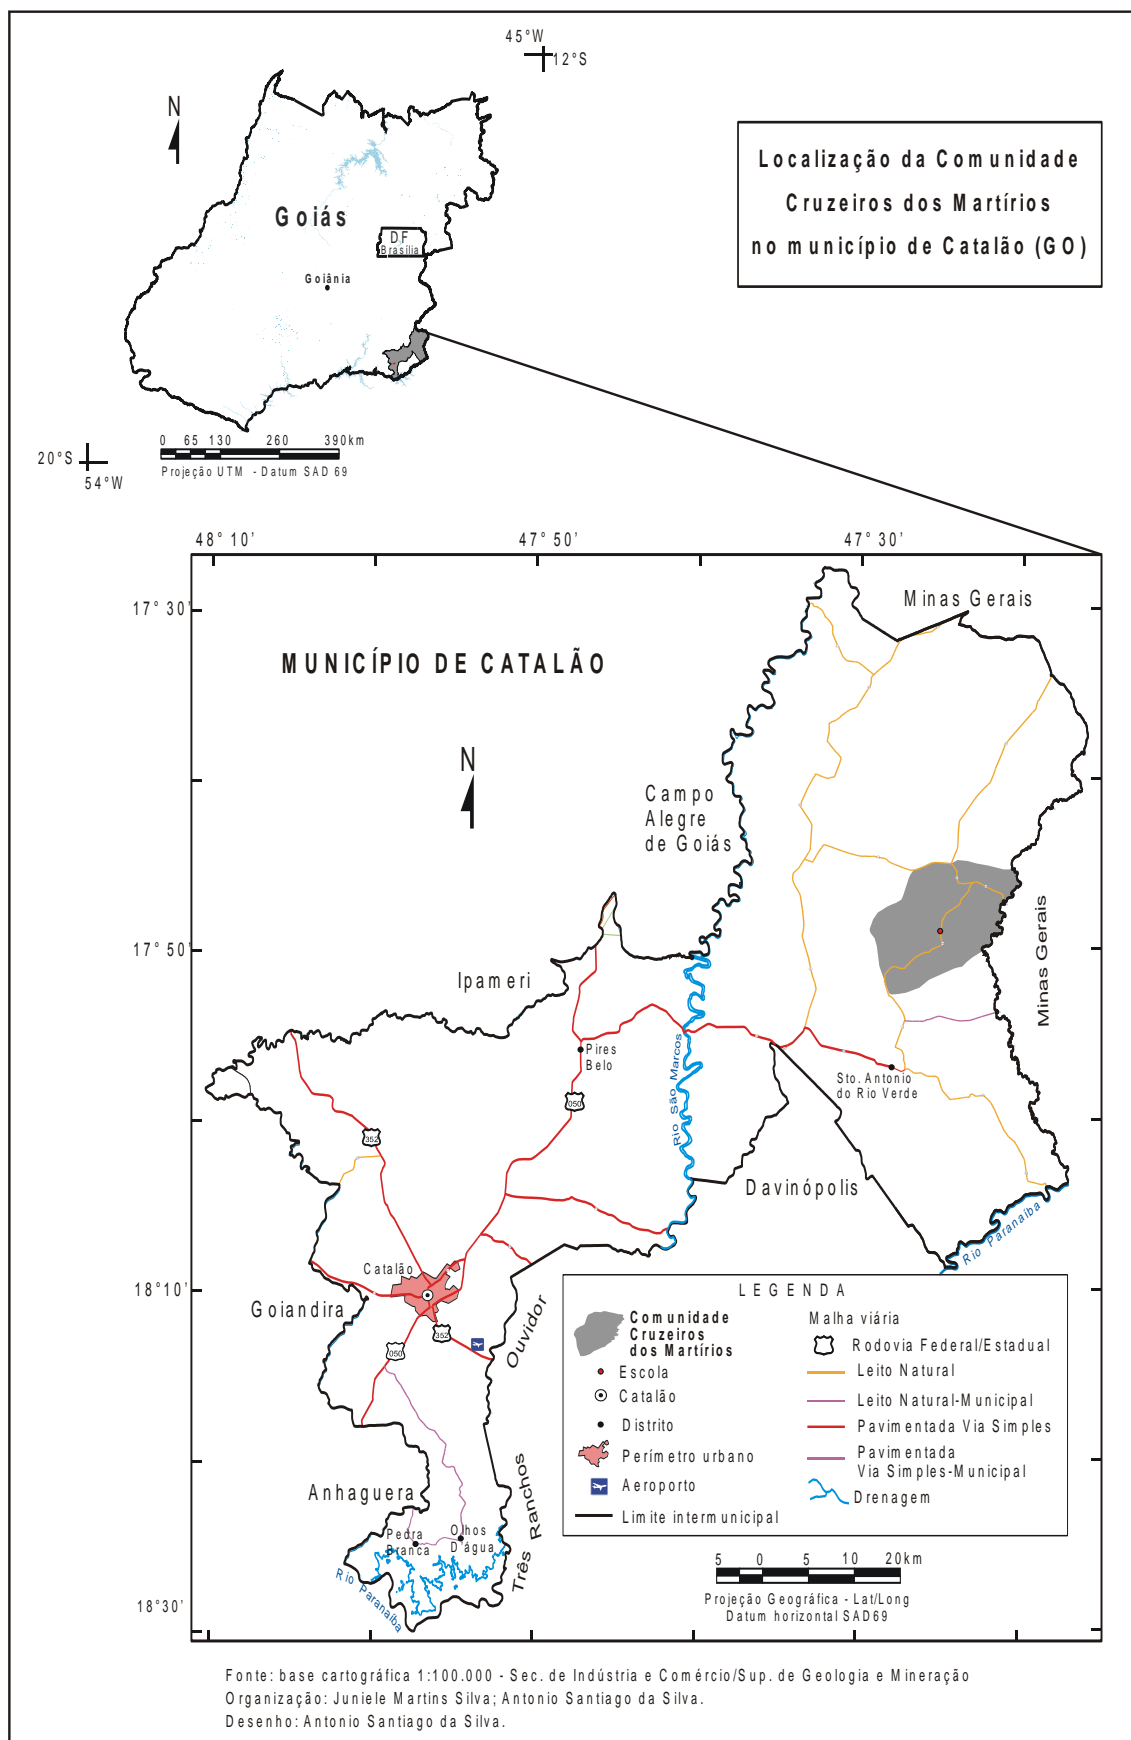 45°W
12°S
N
Localização da Comunidade
Cruzeiros dos Martírios
no município de Catalão (GO)
Goiás
DF
Brasília
Goiânia
0 65 130 260 390km
Projeção UTM - Datum SAD 69
20°S
54°W
48°10' 47°50' 47°30'
17°30'
Minas Gerais
MUNICÍPIO DE CATALÃO
N
Campo
Alegre
de Goiás
Minas Gerais
17°50'
Ipameri
Rio São Marcos
Pires
Belo
Sto. Antonio
do Rio Verde
050
352
Davinópolis
Rio Paranaíba
Catalão
18°10'
Goiandira
Ouvidor
352
050
LEGENDA
Comunidade
Cruzeiros
dos Martírios
Escola
Catalão
Distrito
Perímetro urbano
Aeroporto
Limite intermunicipal
Malha viária
Rodovia Federal/Estadual
Leito Natural
Leito Natural-Municipal
Pavimentada Via Simples
Pavimentada
Via Simples-Municipal
Drenagem
Anhaguera
Três Ranchos
Pedra
Branca
Olhos
D'água
Rio Paranaíba
18°30'
5 0 5 10 20km
Projeção Geográfica - Lat/Long
Datum horizontal SAD69
Fonte: base cartográfica 1:100.000 - Sec. de Indústria e Comércio/Sup. de Geologia e Mineração
Organização: Juniele Martins Silva; Antonio Santiago da Silva.
Desenho: Antonio Santiago da Silva.